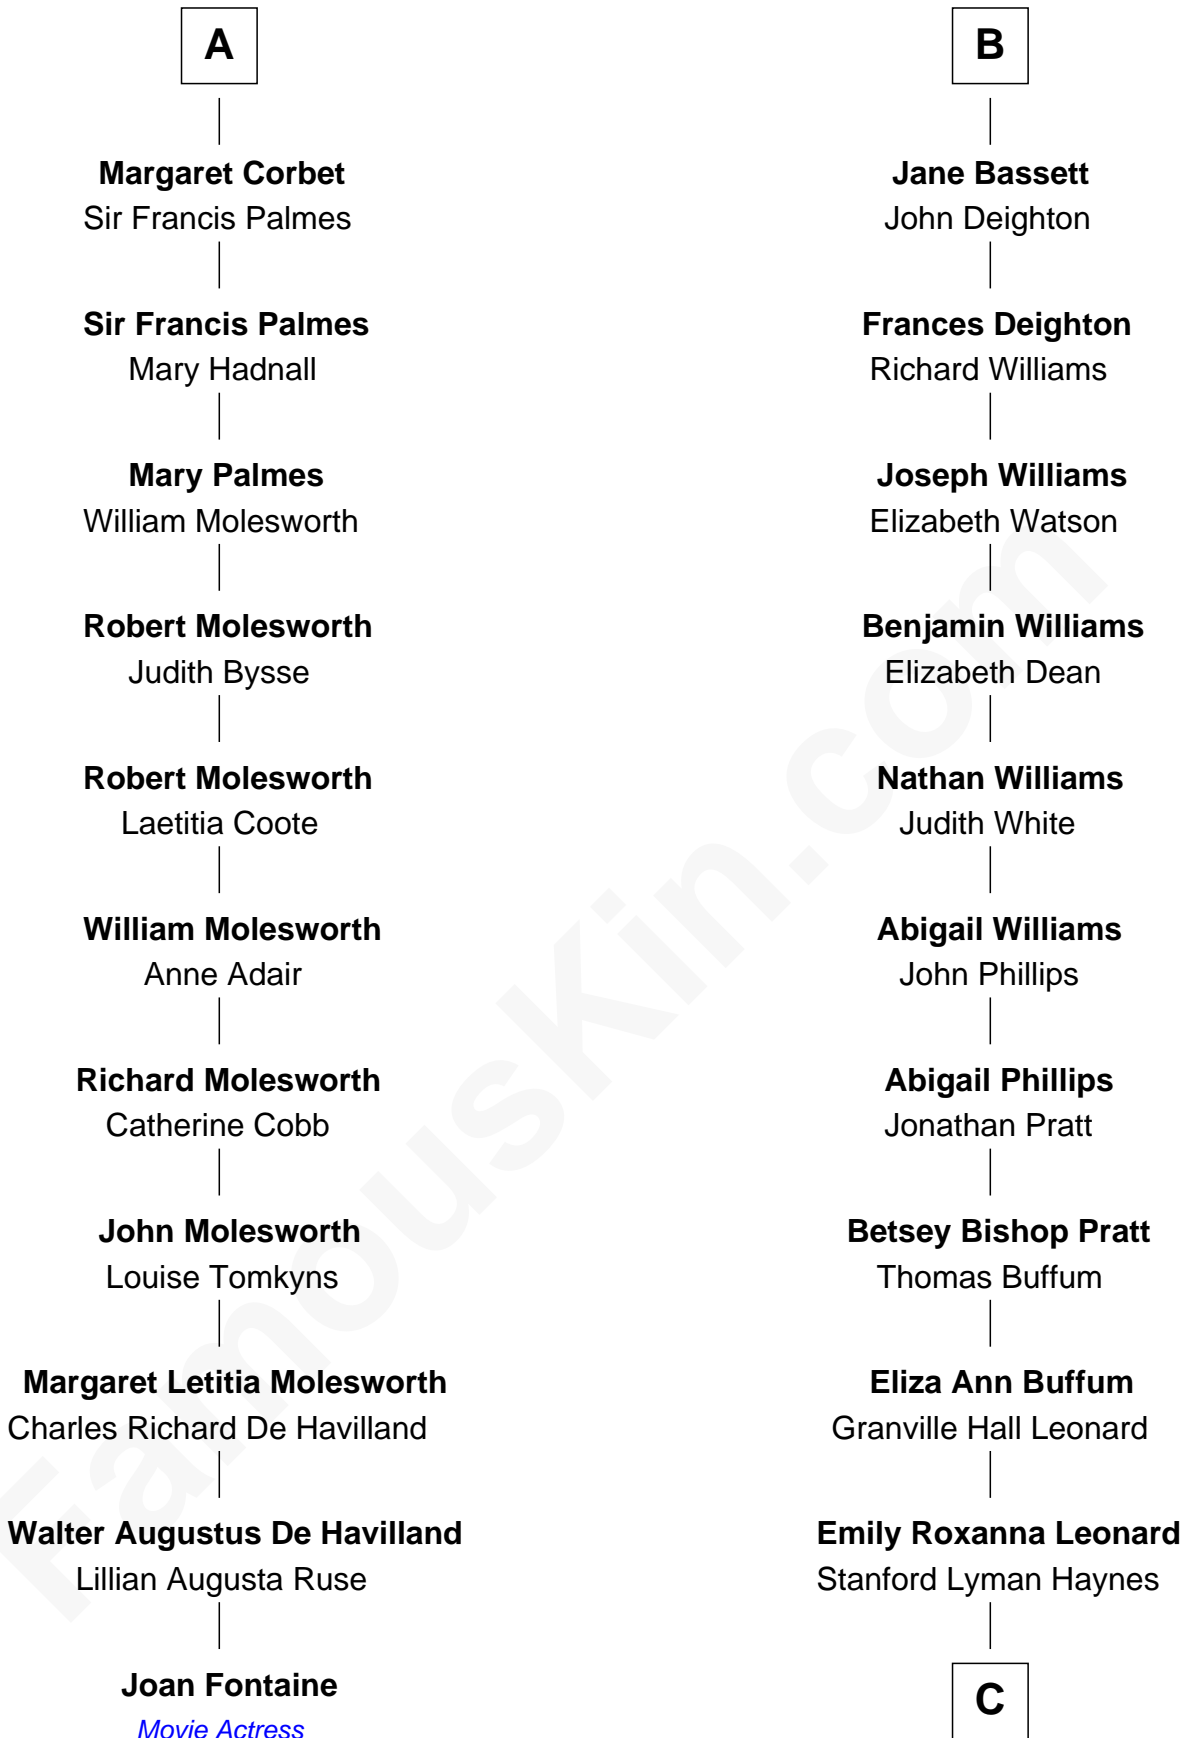 A
Margaret Corbet
Sir Francis Palmes
Sir Francis Palmes
Mary Hadnall
Mary Palmes
William Molesworth
Robert Molesworth
Judith Bysse
Robert Molesworth
Laetitia Coote
William Molesworth
Anne Adair
Richard Molesworth
Catherine Cobb
John Molesworth
Louise Tomkyns
Margaret Letitia Molesworth
Charles Richard De Havilland
Walter Augustus De Havilland
Lillian Augusta Ruse
Joan Fontaine
Movie Actress
B
Jane Bassett
John Deighton
Frances Deighton
Richard Williams
Joseph Williams
Elizabeth Watson
Benjamin Williams
Elizabeth Dean
Nathan Williams
Judith White
Abigail Williams
John Phillips
Abigail Phillips
Jonathan Pratt
Betsey Bishop Pratt
Thomas Buffum
Eliza Ann Buffum
Granville Hall Leonard
Emily Roxanna Leonard
Stanford Lyman Haynes
C
FamousKin.com